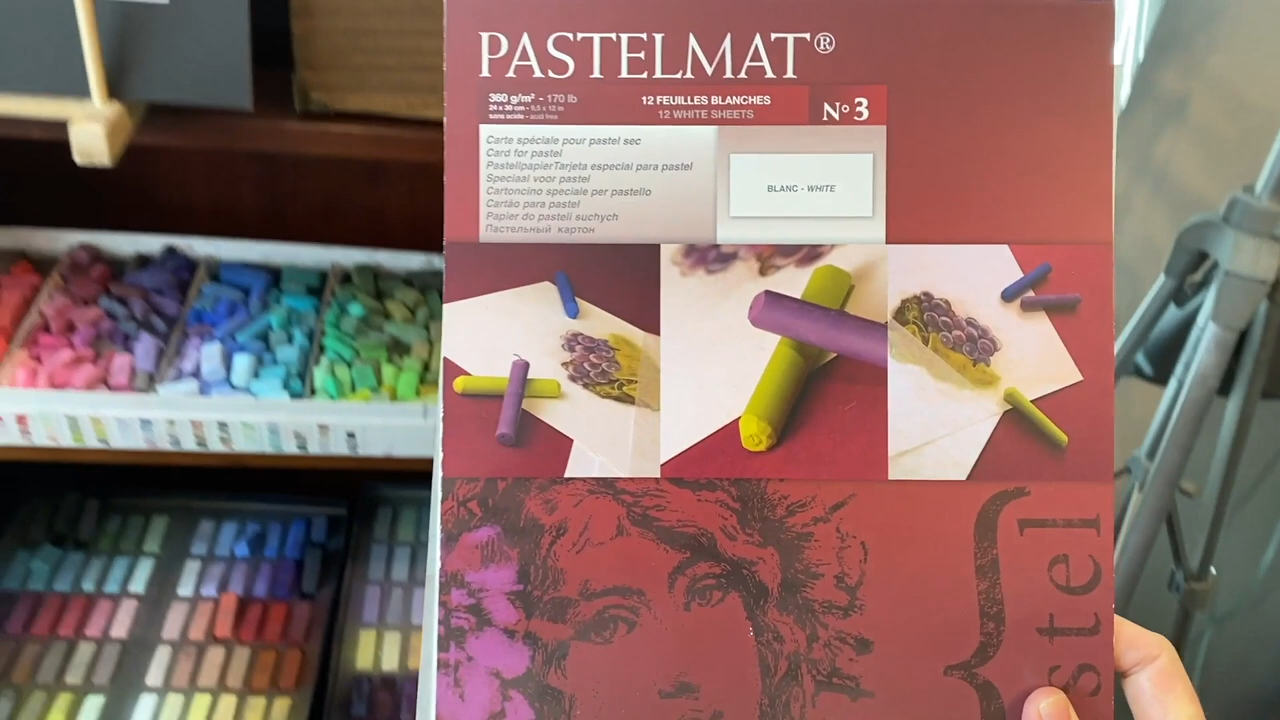 PASTELMAT®
360 g/m² - 170 lb
24 x 30 cm - 9,5 x 12 in
sans acide - acid free
12 FEUILLES BLANCHES
12 WHITE SHEETS
N° 3
Carte spéciale pour pastel sec
Card for pastel
PastellpapierTarjeta especial para pastel
Speciaal voor pastel
Cartoncino speciale per pastello
Cartão para pastel
Papier do pasteli suchych
Пастельный картон
BLANC - WHITE
stel